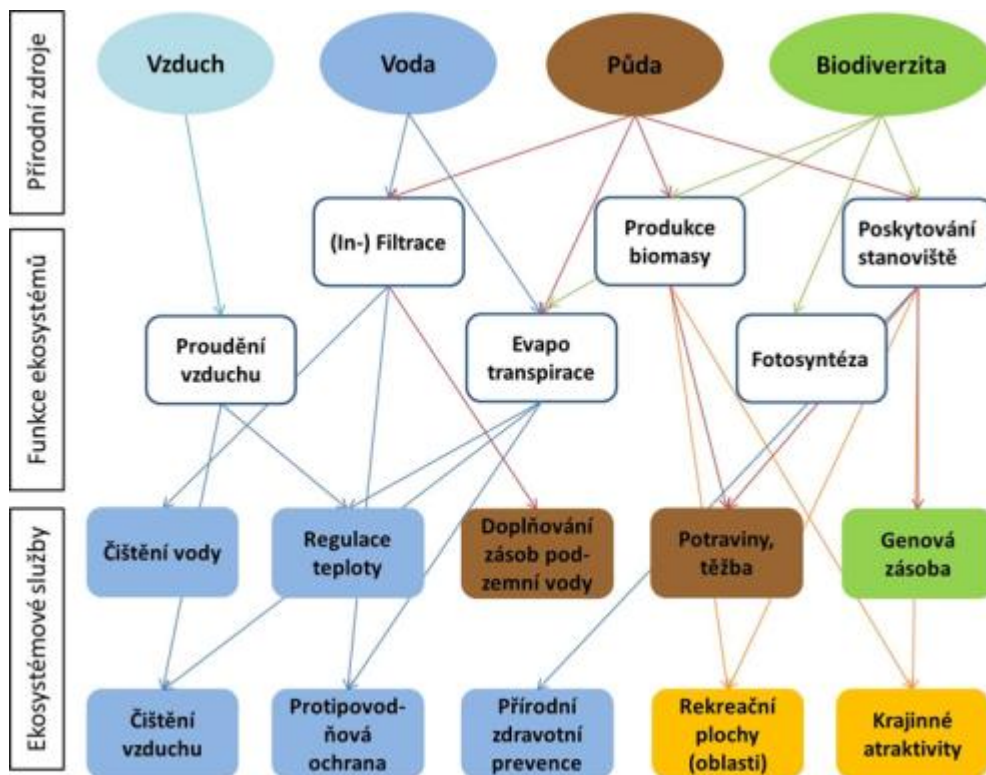 Přírodní zdroje
Vzduch
Voda
Půda
Biodiverzita
Funkce ekosystémů
(In-) Filtrace
Produkce
biomasy
Poskytování
stanoviště
Proudění
vzduchu
Evapo
transpirace
Fotosyntéza
Ekosystémové služby
Čištění vody
Regulace
teploty
Doplňování
zásob pod-
zemní vody
Potraviny,
těžba
Genová
zásoba
Čištění
vzduchu
Protipovod-
ňová
ochrana
Přírodní
zdravotní
prevence
Rekreační
plochy
(oblasti)
Krajinné
atraktivity